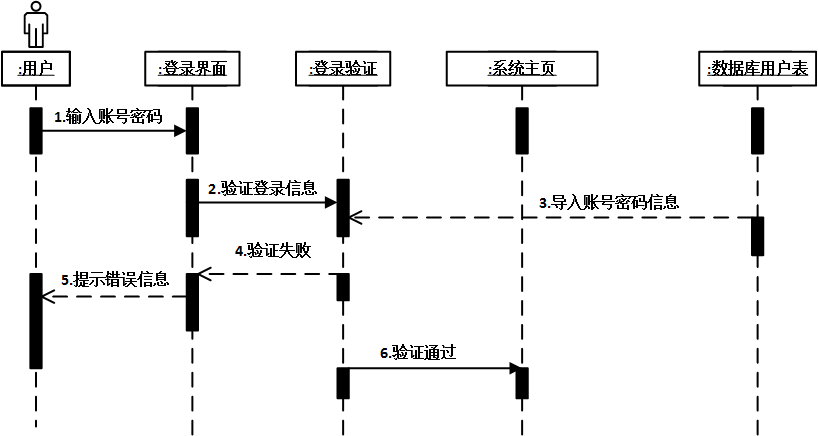 :用户
:登录界面
:登录验证
:系统主页
:数据库用户表
1.输入账号密码
2.验证登录信息
3.导入账号密码信息
4.验证失败
5.提示错误信息
6.验证通过